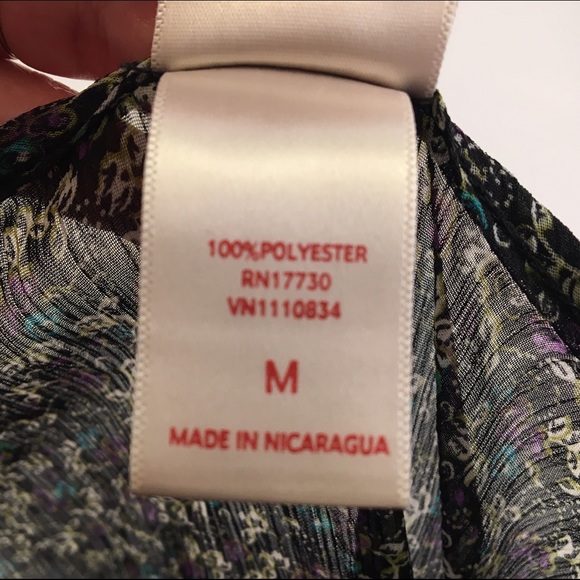 100%POLYESTER
RN17730
VN1110834
M
MADE IN NICARAGUA